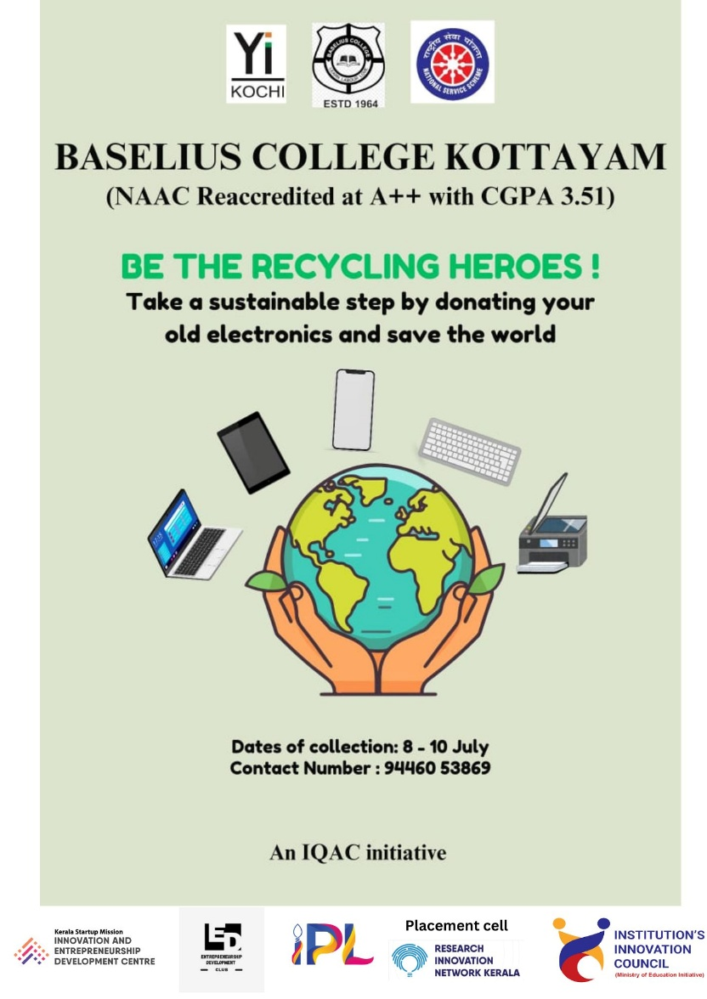 Yi
KOCHI
BASELIUS COLLEGE
ESTD 1964
राष्ट्रीय सेवा योजना
NATIONAL SERVICE SCHEME
BASELIUS COLLEGE KOTTAYAM
(NAAC Reaccredited at A++ with CGPA 3.51)
BE THE RECYCLING HEROES !
Take a sustainable step by donating your
old electronics and save the world
Dates of collection: 8 - 10 July
Contact Number : 94460 53869
An IQAC initiative
Kerala Startup Mission
INNOVATION AND
ENTREPRENEURSHIP
DEVELOPMENT CENTRE
ED
ENTREPRENEURSHIP
DEVELOPMENT
CLUB
iPL
Placement cell
RESEARCH
INNOVATION
NETWORK KERALA
INSTITUTION'S
INNOVATION
COUNCIL
(Ministry of Education Initiative)